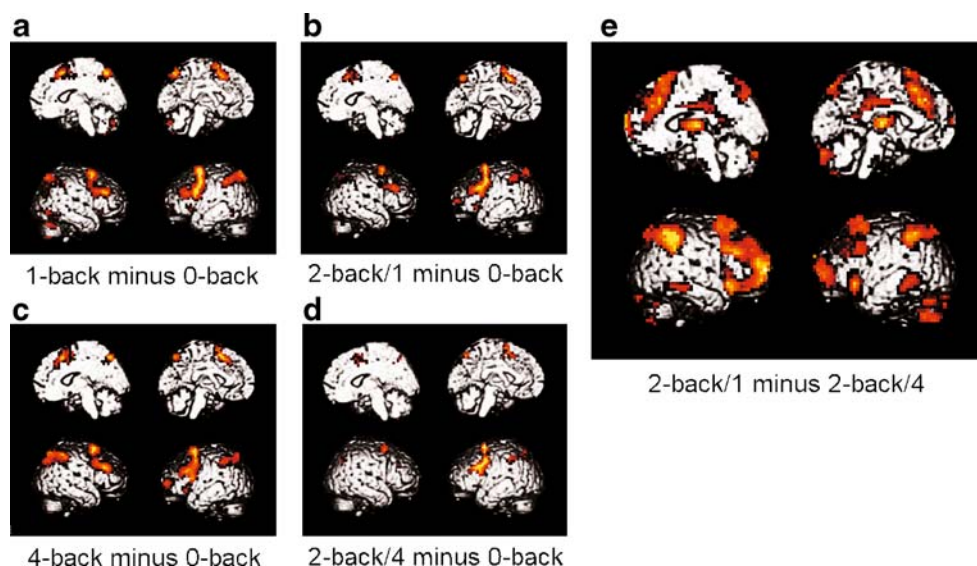 a
1-back minus 0-back
b
2-back/1 minus 0-back
c
4-back minus 0-back
d
2-back/4 minus 0-back
e
2-back/1 minus 2-back/4